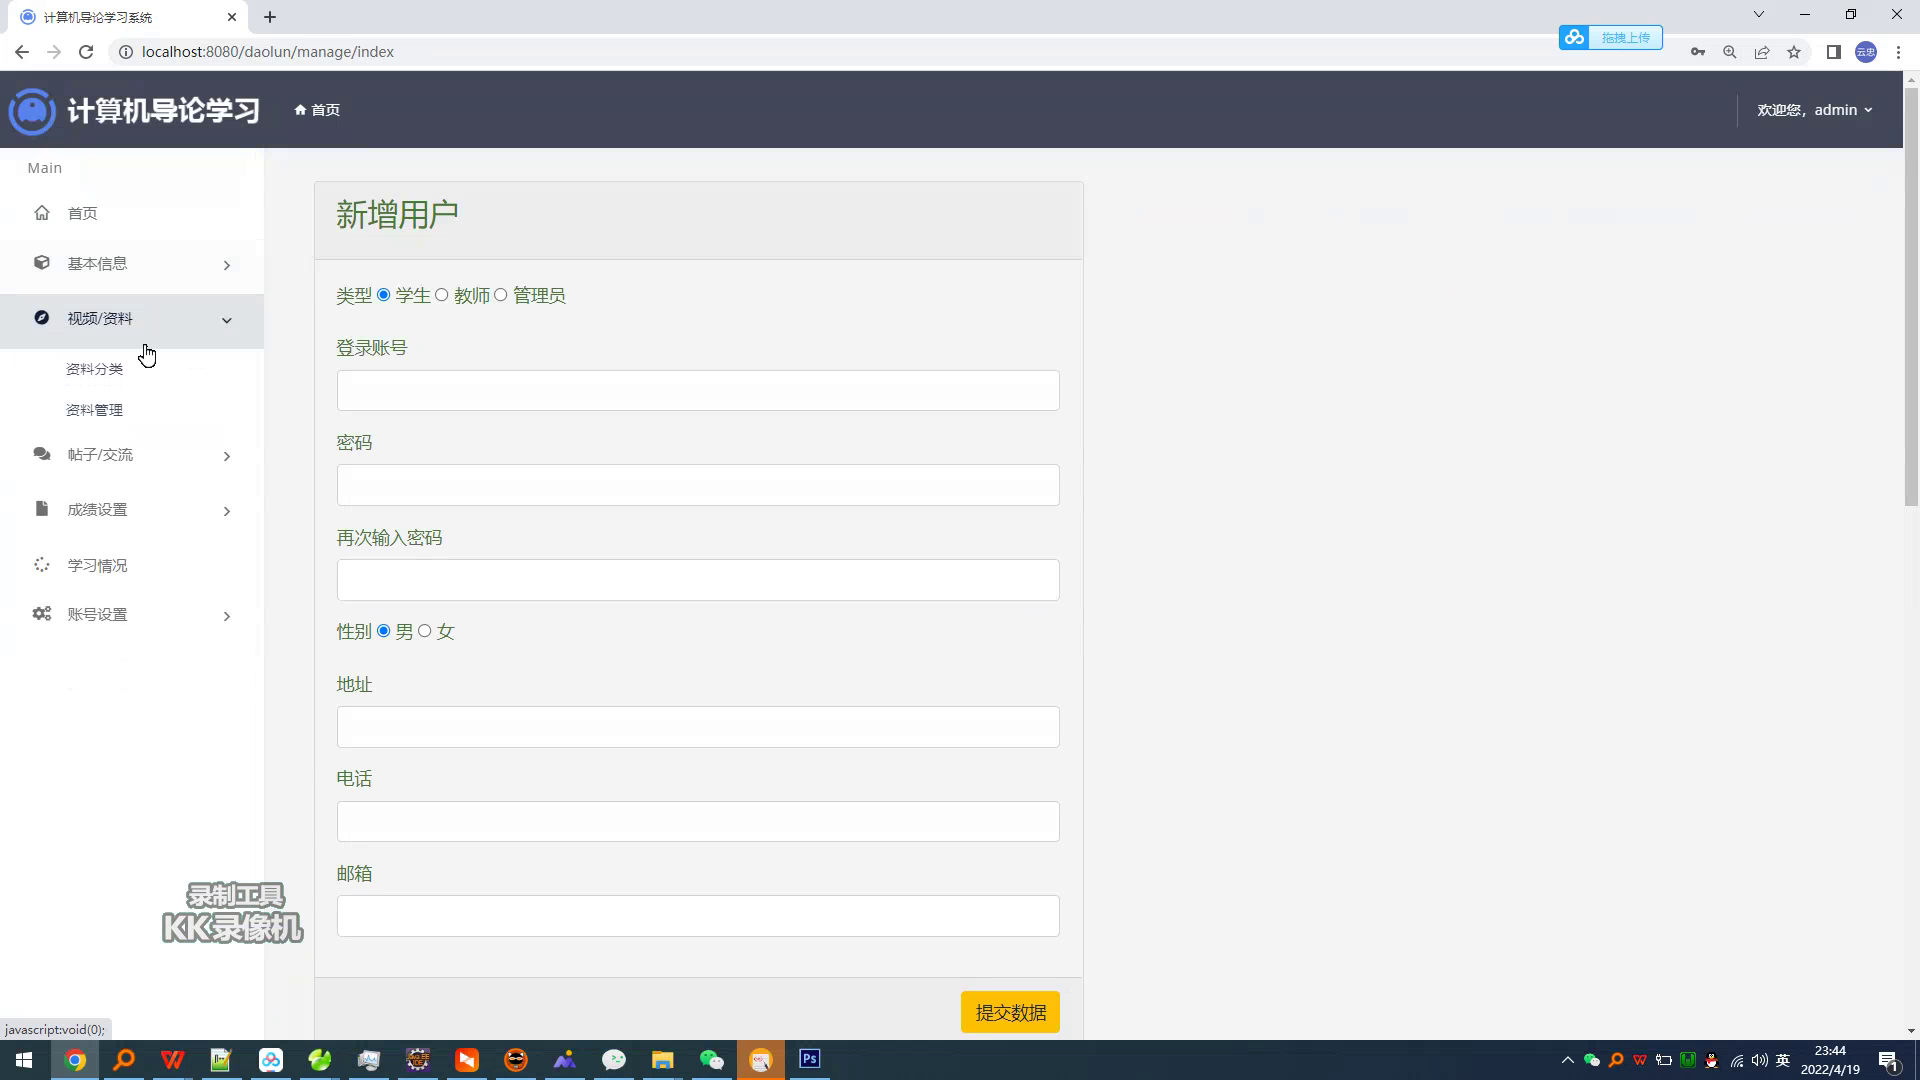 计算机导论学习系统
localhost:8080/daolun/manage/index
拖拽上传
云忠
计算机导论学习
首页
欢迎您，admin
Main
首页
基本信息
视频/资料
资料分类
资料管理
帖子/交流
成绩设置
学习情况
账号设置
新增用户
类型 学生 教师 管理员
登录账号
密码
再次输入密码
性别 男 女
地址
电话
邮箱
提交数据
录制工具
KK录像机
javascript:void(0);
Ps
英
23:44
2022/4/19
1